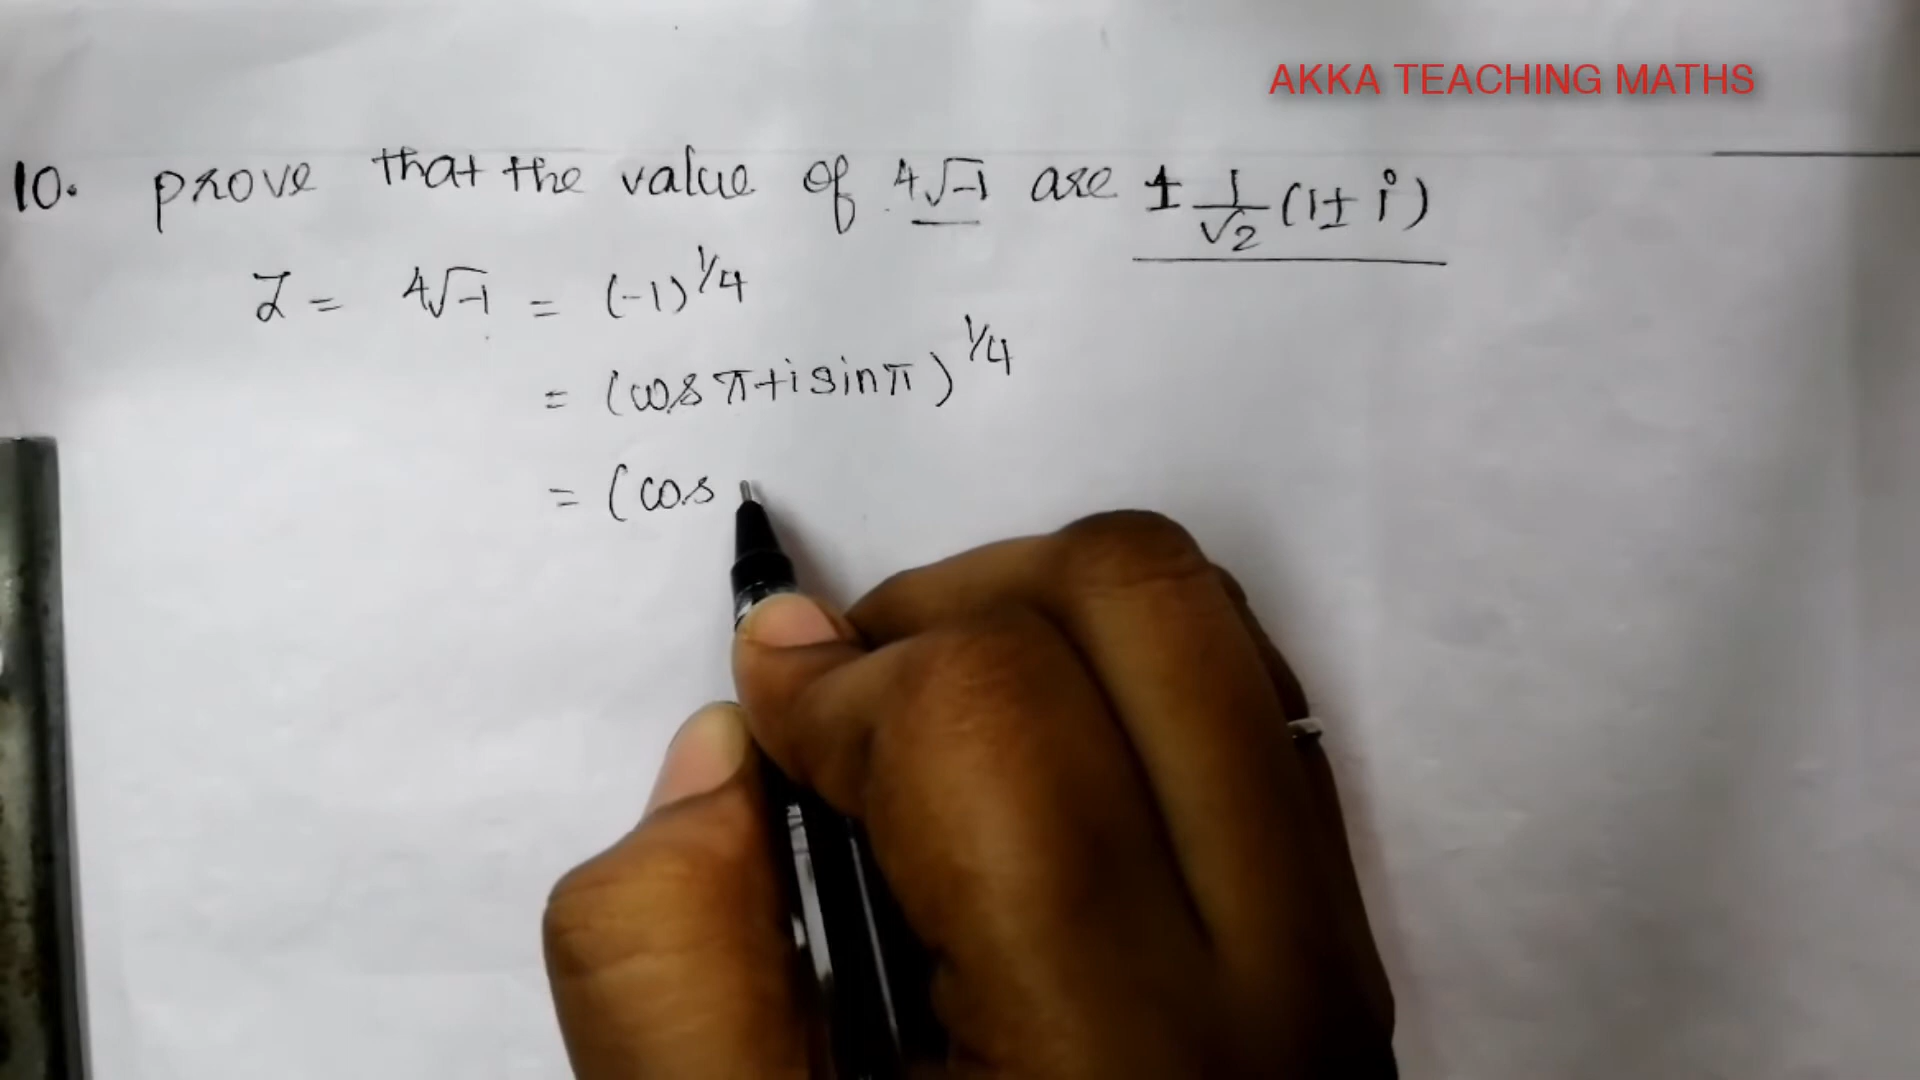 AKKA TEACHING MATHS
10. prove that the value of ⁴√-1 are ± 1/√2 (1± i)
Z = ⁴√-1 = (-1)^1/4
= (cos π+i sin π)^1/4
= (cos